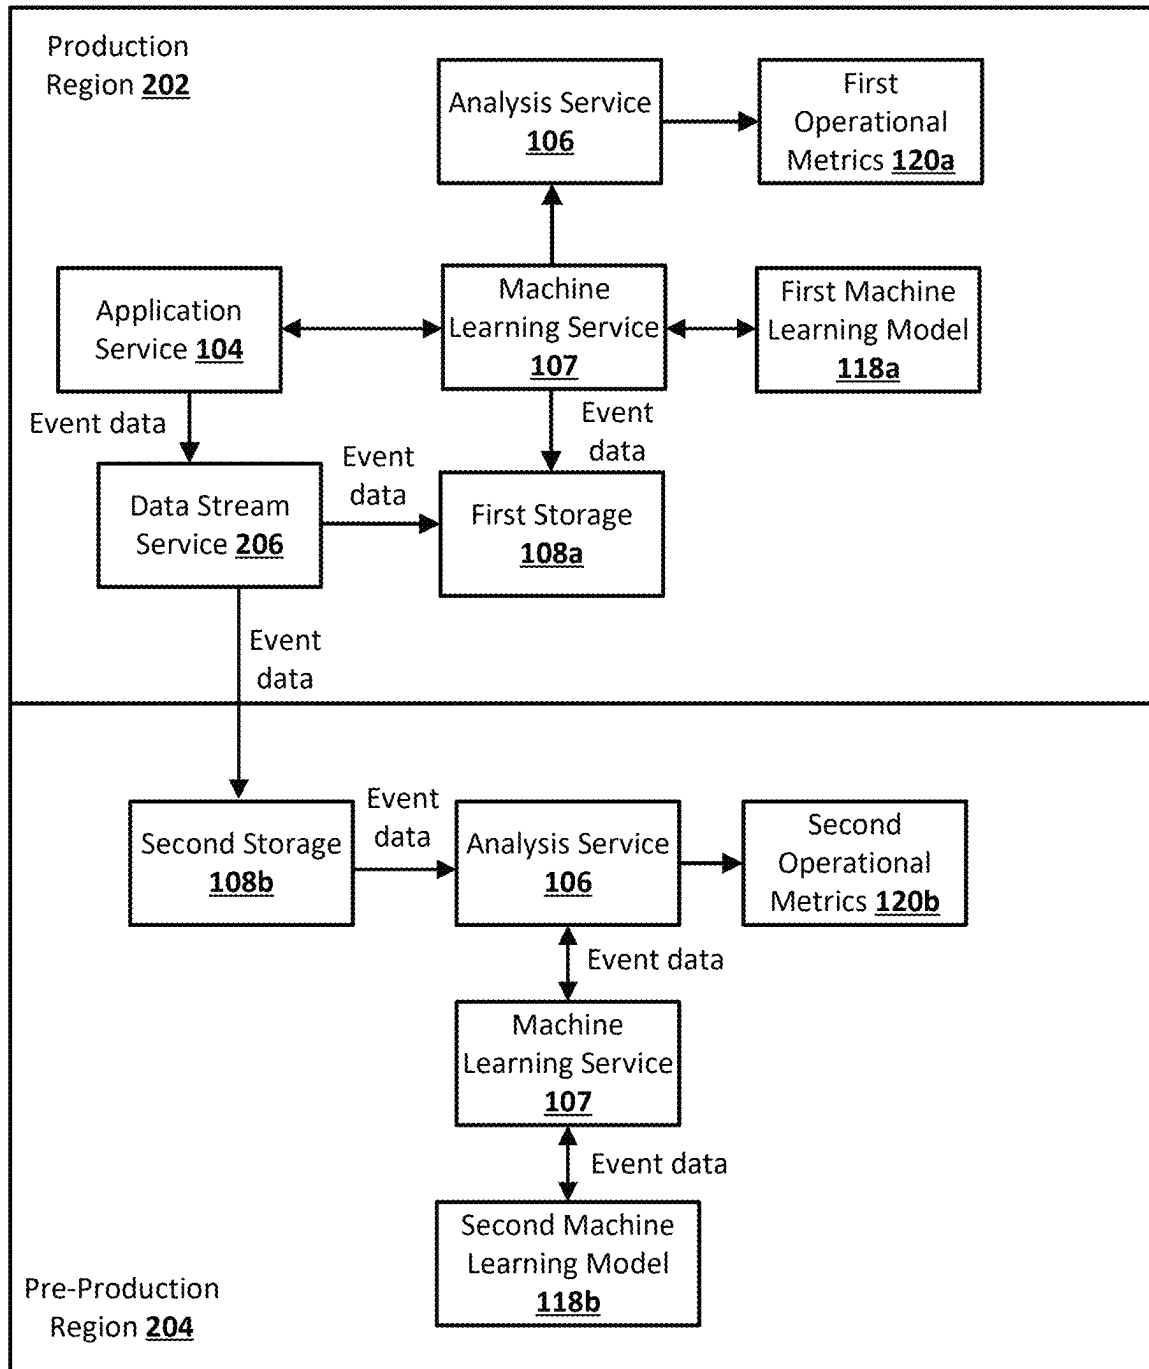 Production
Region 202
Analysis Service
106
First
Operational
Metrics 120a
Application
Service 104
Machine
Learning Service
107
First Machine
Learning Model
118a
Event data
Event
data
Event
data
Data Stream
Service 206
First Storage
108a
Event
data
Second Storage
108b
Event
data
Analysis Service
106
Second
Operational
Metrics 120b
Event data
Machine
Learning Service
107
Event data
Second Machine
Learning Model
118b
Pre-Production
Region 204